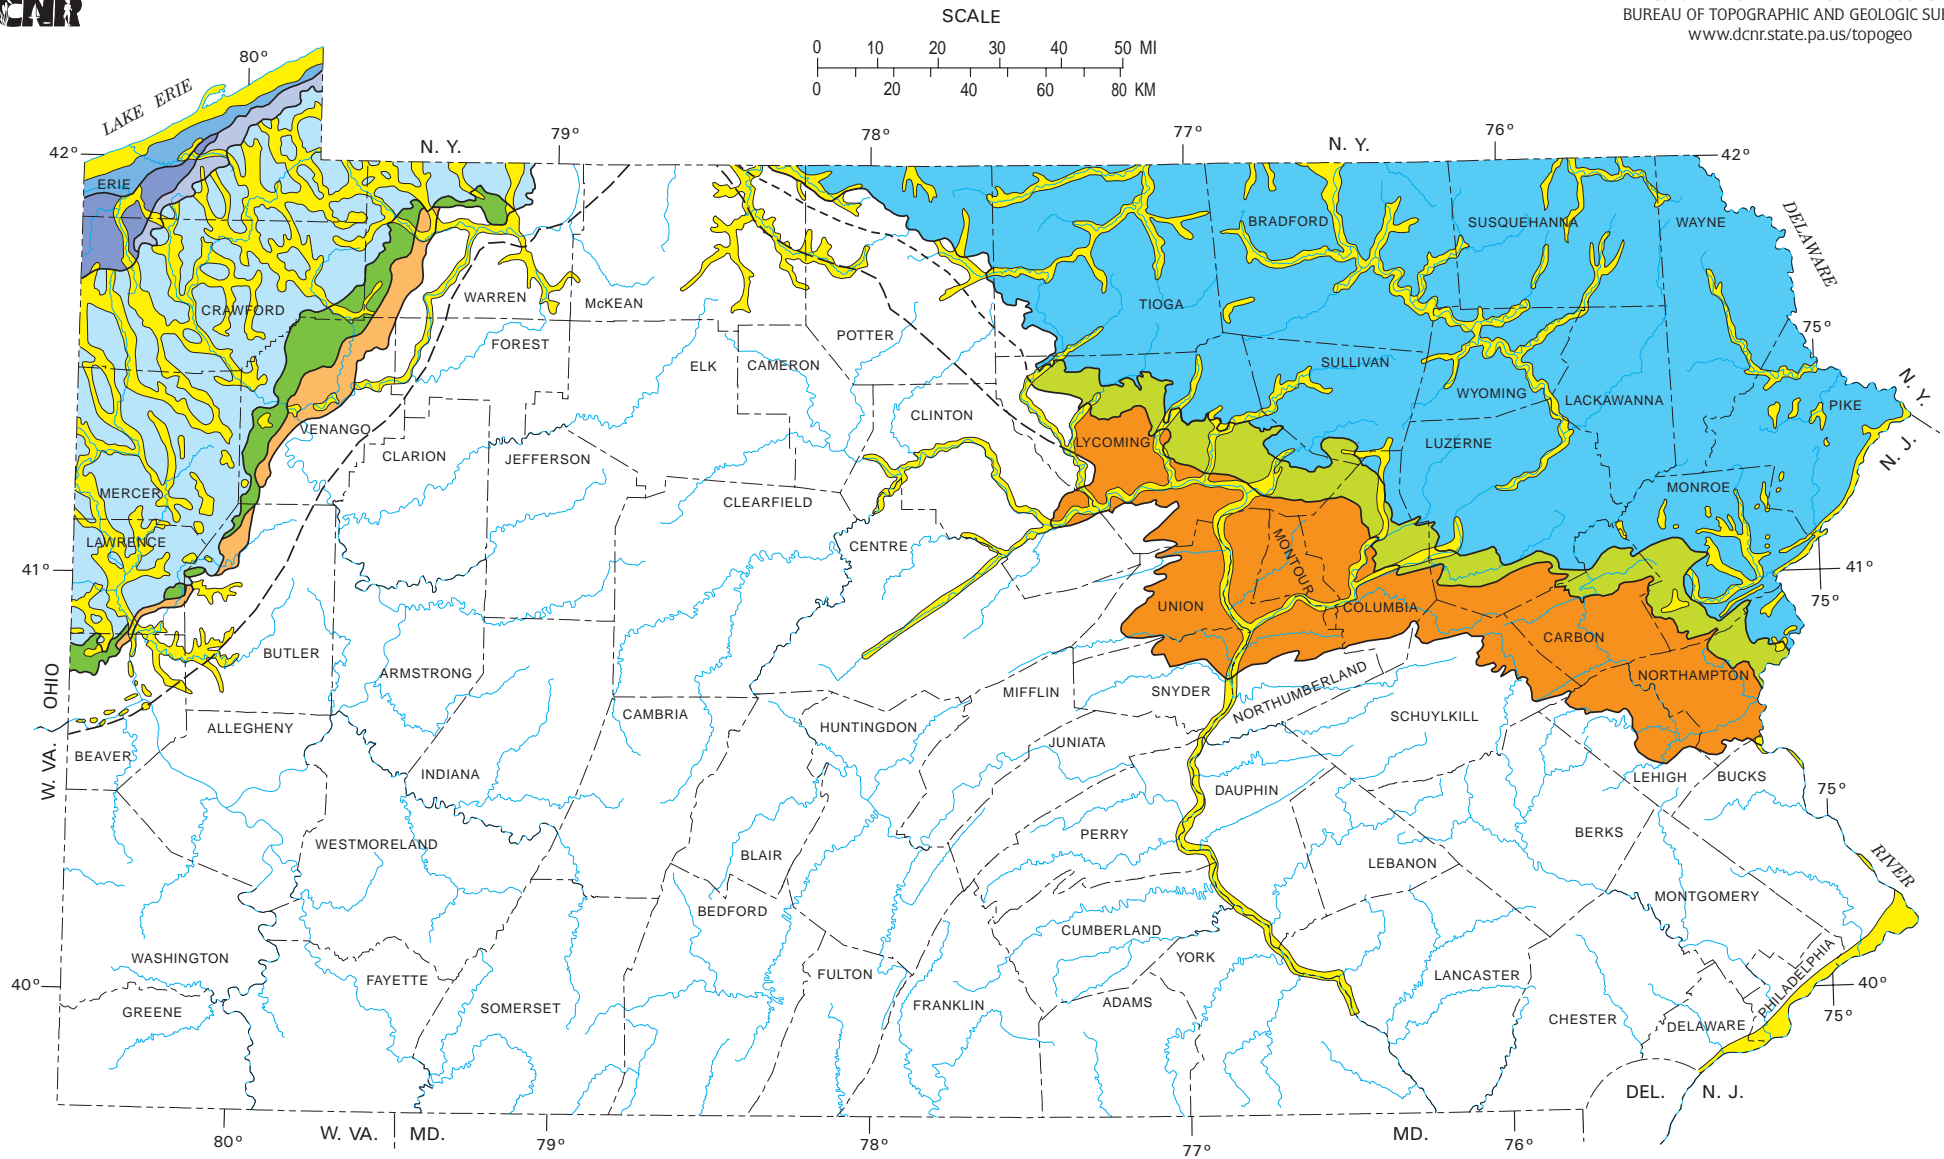 CNR
SCALE
0 10 20 30 40 50 MI
0 20 40 60 80 KM
BUREAU OF TOPOGRAPHIC AND GEOLOGIC SU
www.dcnr.state.pa.us/topogeo
80°
LAKE ERIE
79°
78°
77°
76°
N. Y.
N. Y.
42°
42°
ERIE
BRADFORD
SUSQUEHANNA
WAYNE
DELAWARE
CRAWFORD
WARREN
McKEAN
TIOGA
75°
POTTER
FOREST
ELK
CAMERON
SULLIVAN
WYOMING
LACKAWANNA
PIKE
N. Y.
N. J.
CLINTON
VENANGO
LYCOMING
LUZERNE
CLARION
JEFFERSON
MERCER
CLEARFIELD
MONROE
LAWRENCE
CENTRE
MONTOUR
41°
41°
75°
UNION
COLUMBIA
CARBON
BUTLER
ARMSTRONG
NORTHAMPTON
OHIO
MIFFLIN
SNYDER
NORTHUMBERLAND
CAMBRIA
SCHUYLKILL
ALLEGHENY
HUNTINGDON
JUNIATA
BEAVER
W. VA.
INDIANA
LEHIGH
BUCKS
DAUPHIN
75°
WESTMORELAND
PERRY
BERKS
BLAIR
LEBANON
RIVER
BEDFORD
MONTGOMERY
CUMBERLAND
WASHINGTON
YORK
FAYETTE
FULTON
LANCASTER
PHILADELPHIA
40°
40°
GREENE
SOMERSET
FRANKLIN
ADAMS
CHESTER
DELAWARE
75°
DEL.
N. J.
80°
W. VA.
MD.
79°
78°
77°
MD.
76°